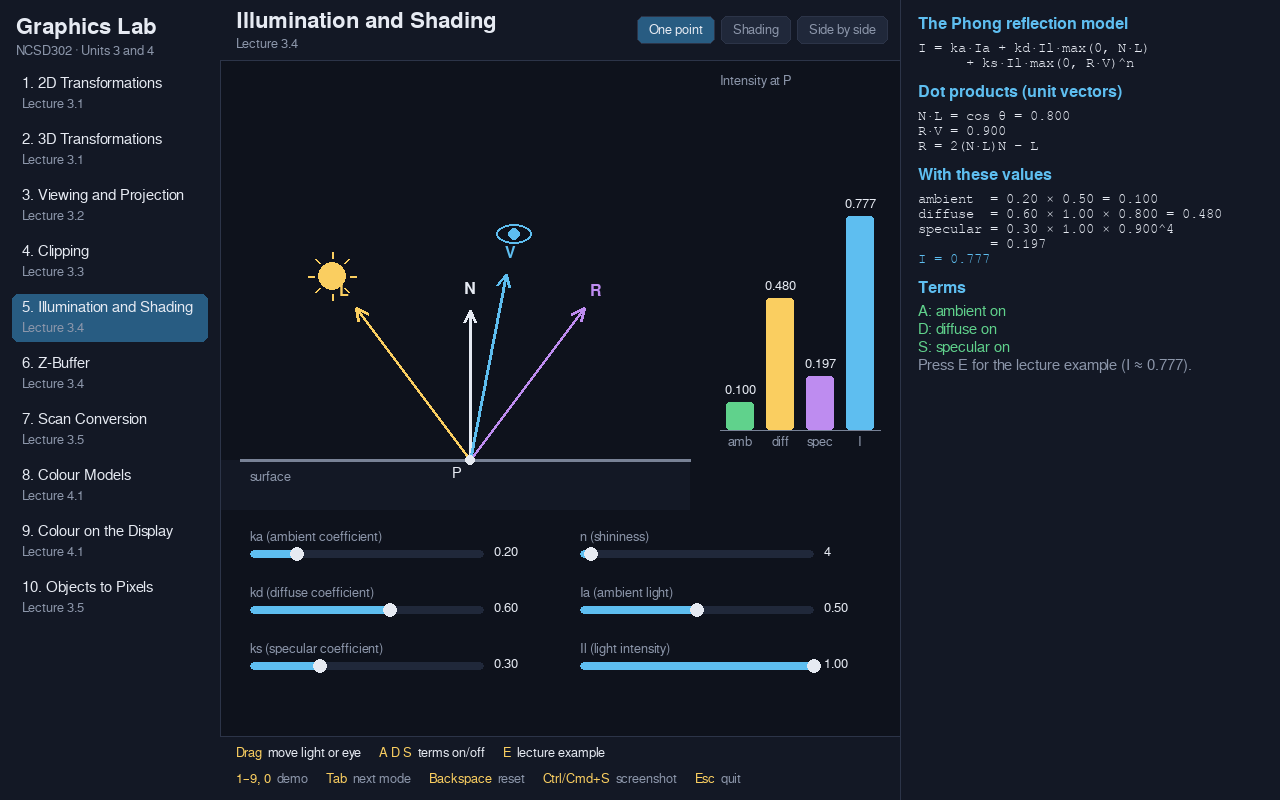 Graphics Lab
NCSD302 · Units 3 and 4
1. 2D Transformations
Lecture 3.1
2. 3D Transformations
Lecture 3.1
3. Viewing and Projection
Lecture 3.2
4. Clipping
Lecture 3.3
5. Illumination and Shading
Lecture 3.4
6. Z-Buffer
Lecture 3.4
7. Scan Conversion
Lecture 3.5
8. Colour Models
Lecture 4.1
9. Colour on the Display
Lecture 4.1
10. Objects to Pixels
Lecture 3.5
Illumination and Shading
Lecture 3.4
One point
Shading
Side by side
Intensity at P
V
L
N
R
P
surface
0.100
0.480
0.197
0.777
amb
diff
spec
I
ka (ambient coefficient)
0.20
n (shininess)
4
kd (diffuse coefficient)
0.60
Ia (ambient light)
0.50
ks (specular coefficient)
0.30
Il (light intensity)
1.00
Drag move light or eye A D S terms on/off E lecture example
1–9, 0 demo Tab next mode Backspace reset Ctrl/Cmd+S screenshot Esc quit
The Phong reflection model
I = ka·Ia + kd·Il·max(0, N·L)
+ ks·Il·max(0, R·V)^n
Dot products (unit vectors)
N·L = cos θ = 0.800
R·V = 0.900
R = 2(N·L)N − L
With these values
ambient = 0.20 × 0.50 = 0.100
diffuse = 0.60 × 1.00 × 0.800 = 0.480
specular = 0.30 × 1.00 × 0.900^4
= 0.197
I = 0.777
Terms
A: ambient on
D: diffuse on
S: specular on
Press E for the lecture example (I ≈ 0.777).